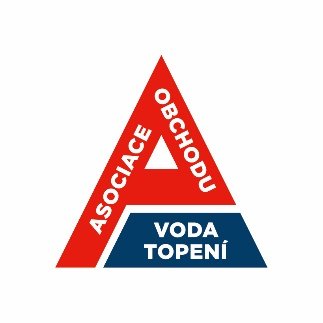 ASOCIACE
OBCHODU
VODA
TOPENÍ